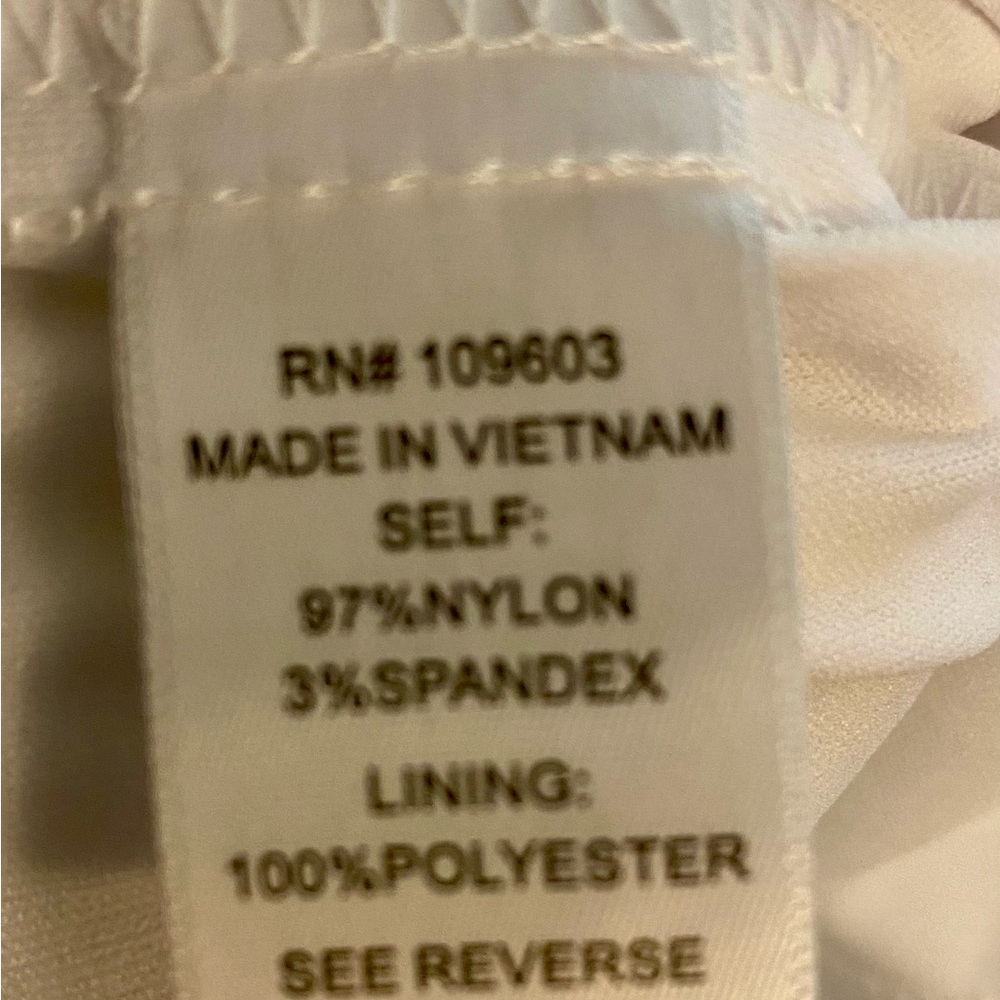 RN# 109603
MADE IN VIETNAM
SELF:
97%NYLON
3%SPANDEX
LINING:
100%POLYESTER
SEE REVERSE